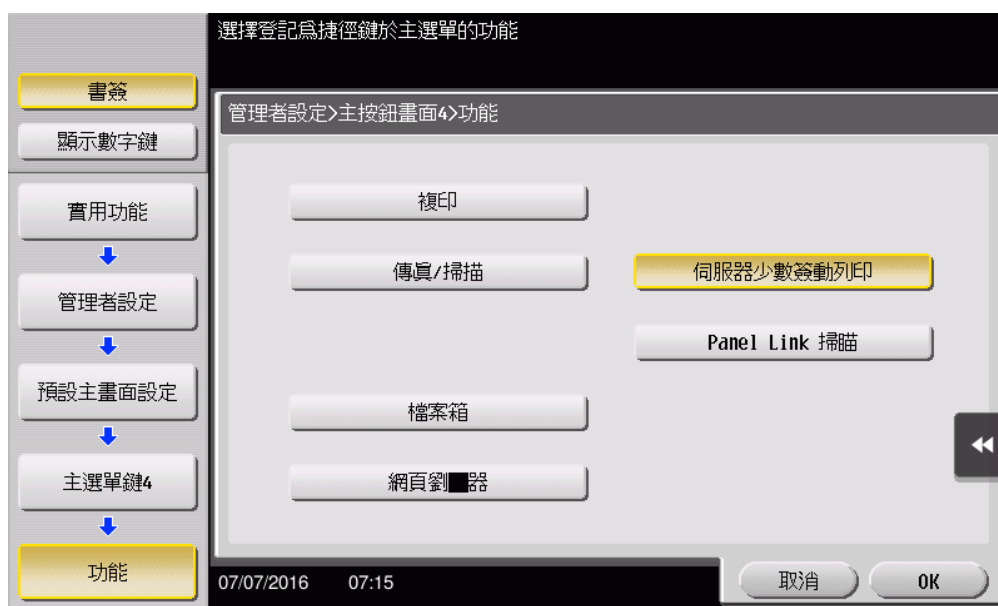 選擇登記爲捷徑鍵於主選單的功能
書簽
顯示數字鍵
管理者設定>主按鈕畫面4>功能
實用功能
管理者設定
預設主畫面設定
主選單鍵4
功能
複印
傳眞/掃描
伺服器少數簽動列印
Panel Link 掃瞄
檔案箱
網頁劉■器
07/07/2016 07:15
取消
OK